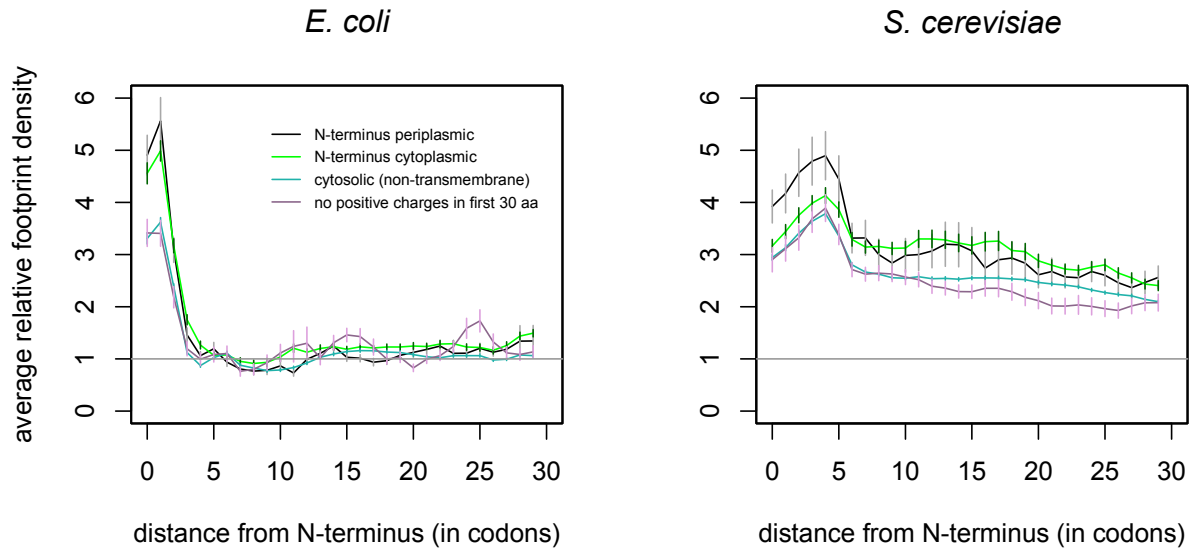 E. coli
S. cerevisiae
average relative footprint density
0 1 2 3 4 5 6
N-terminus periplasmic
N-terminus cytoplasmic
cytosolic (non-transmembrane)
no positive charges in first 30 aa
0 5 10 15 20 25 30
distance from N-terminus (in codons)
0 1 2 3 4 5 6
0 5 10 15 20 25 30
distance from N-terminus (in codons)